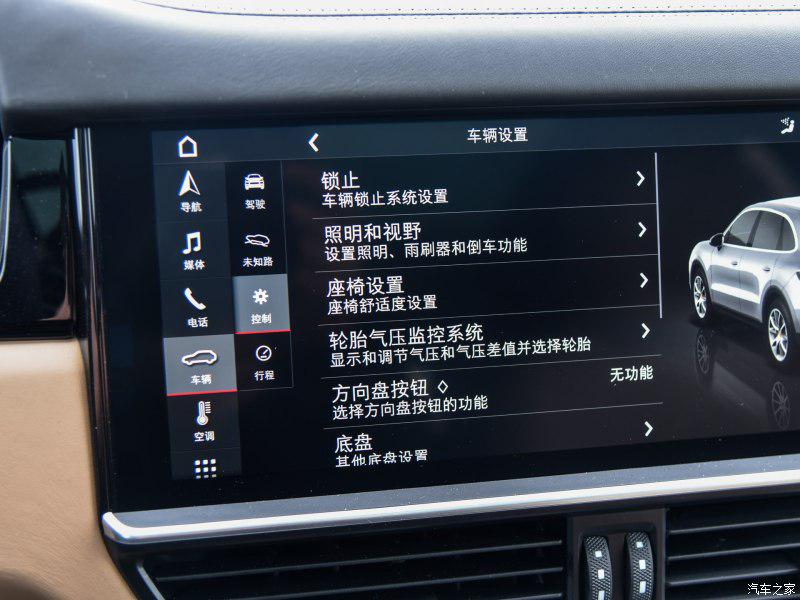 车辆设置
导航
媒体
电话
车辆
空调
驾驶
未知路
控制
行程
锁止
车辆锁止系统设置
照明和视野
设置照明、雨刷器和倒车功能
座椅设置
座椅舒适度设置
轮胎气压监控系统
显示和调节气压和气压差值并选择轮胎
方向盘按钮 ◇
无功能
选择方向盘按钮的功能
底盘
其他底盘设置
汽车之家